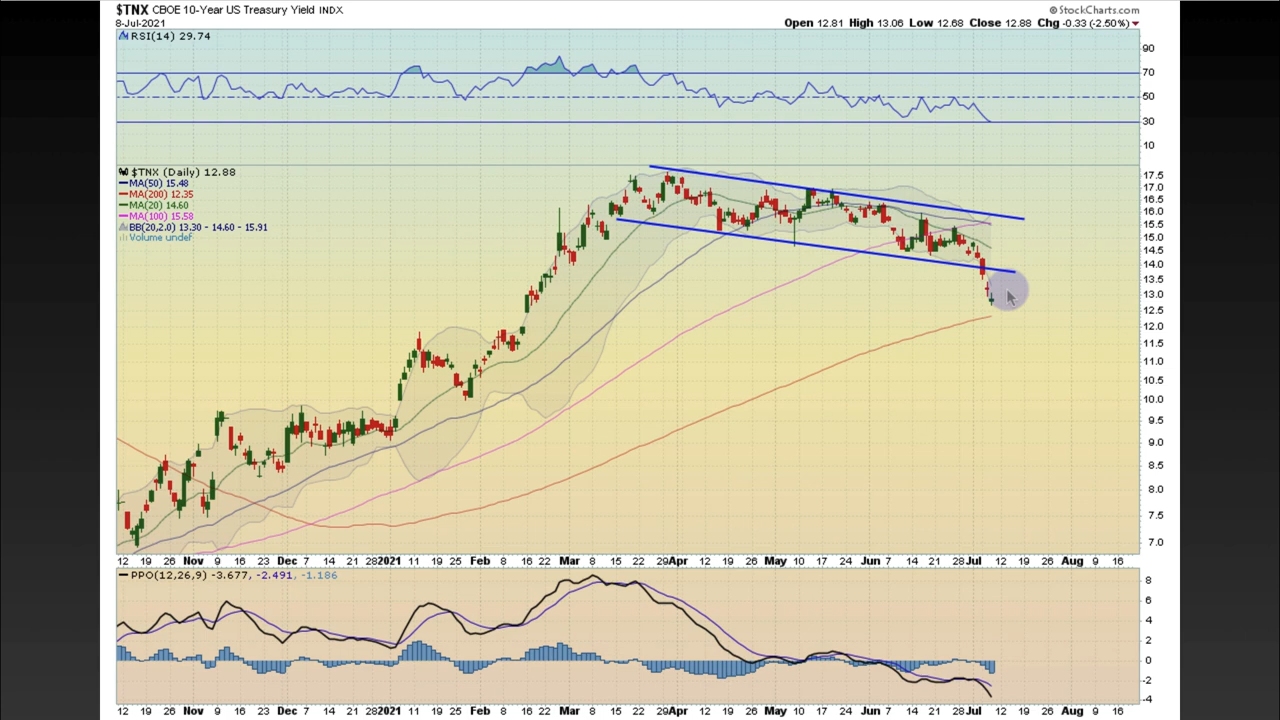 $TNX CBOE 10-Year US Treasury Yield INDX
© StockCharts.com
8-Jul-2021
Open 12.81 High 13.06 Low 12.68 Close 12.88 Chg -0.33 (-2.50%)
RSI(14) 29.74
90
70
50
30
10
$TNX (Daily) 12.88
MA(50) 15.48
MA(200) 12.35
MA(20) 14.60
MA(100) 15.58
BB(20,2.0) 13.30 - 14.60 - 15.91
Volume undef
17.5
17.0
16.5
16.0
15.5
15.0
14.5
14.0
13.5
13.0
12.5
12.0
11.5
11.0
10.5
10.0
9.5
9.0
8.5
8.0
7.5
7.0
12 19 26 Nov 9 16 23 Dec 7 14 21 28 2021 11 19 25 Feb 8 16 22 Mar 8 15 22 29 Apr 12 19 26 May 10 17 24 Jun 7 14 21 28 Jul 12 19 26 Aug 9 16
PPO(12,26,9) -3.677, -2.491, -1.186
8
6
4
2
0
-2
-4
12 19 26 Nov 9 16 23 Dec 7 14 21 28 2021 11 19 25 Feb 8 16 22 Mar 8 15 22 29 Apr 12 19 26 May 10 17 24 Jun 7 14 21 28 Jul 12 19 26 Aug 9 16